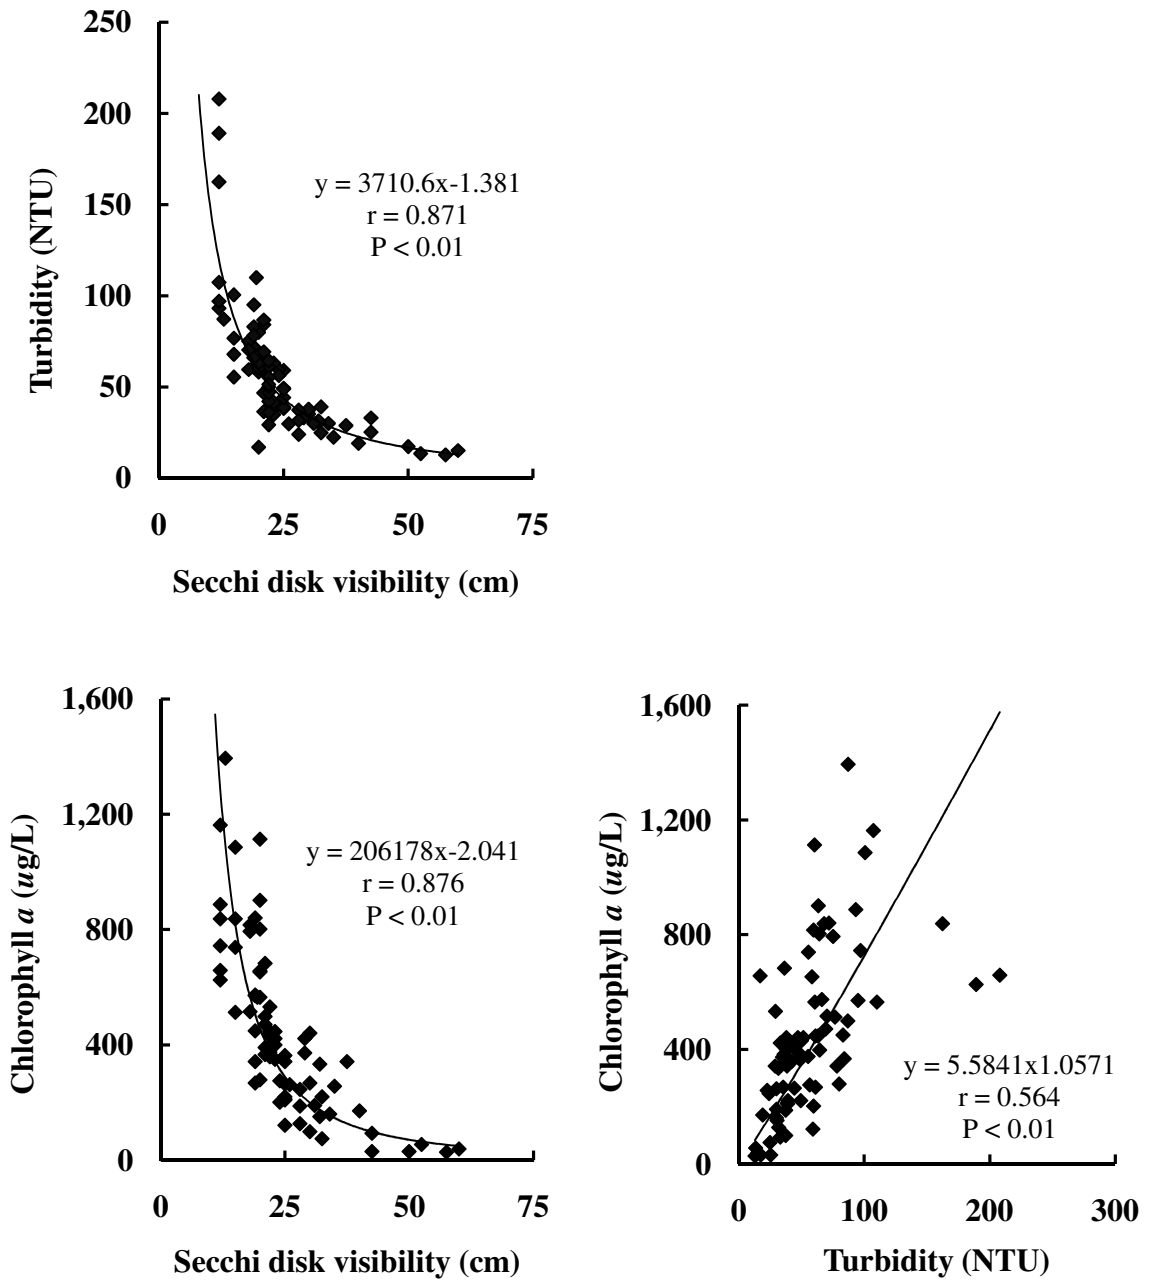 250
200
150
100
50
0
Turbidity (NTU)
y = 3710.6x-1.381
r = 0.871
P < 0.01
0 25 50 75
Secchi disk visibility (cm)
1,600
1,200
800
400
0
Chlorophyll a (ug/L)
y = 206178x-2.041
r = 0.876
P < 0.01
0 25 50 75
Secchi disk visibility (cm)
1,600
1,200
800
400
0
Chlorophyll a (ug/L)
y = 5.5841x1.0571
r = 0.564
P < 0.01
0 100 200 300
Turbidity (NTU)